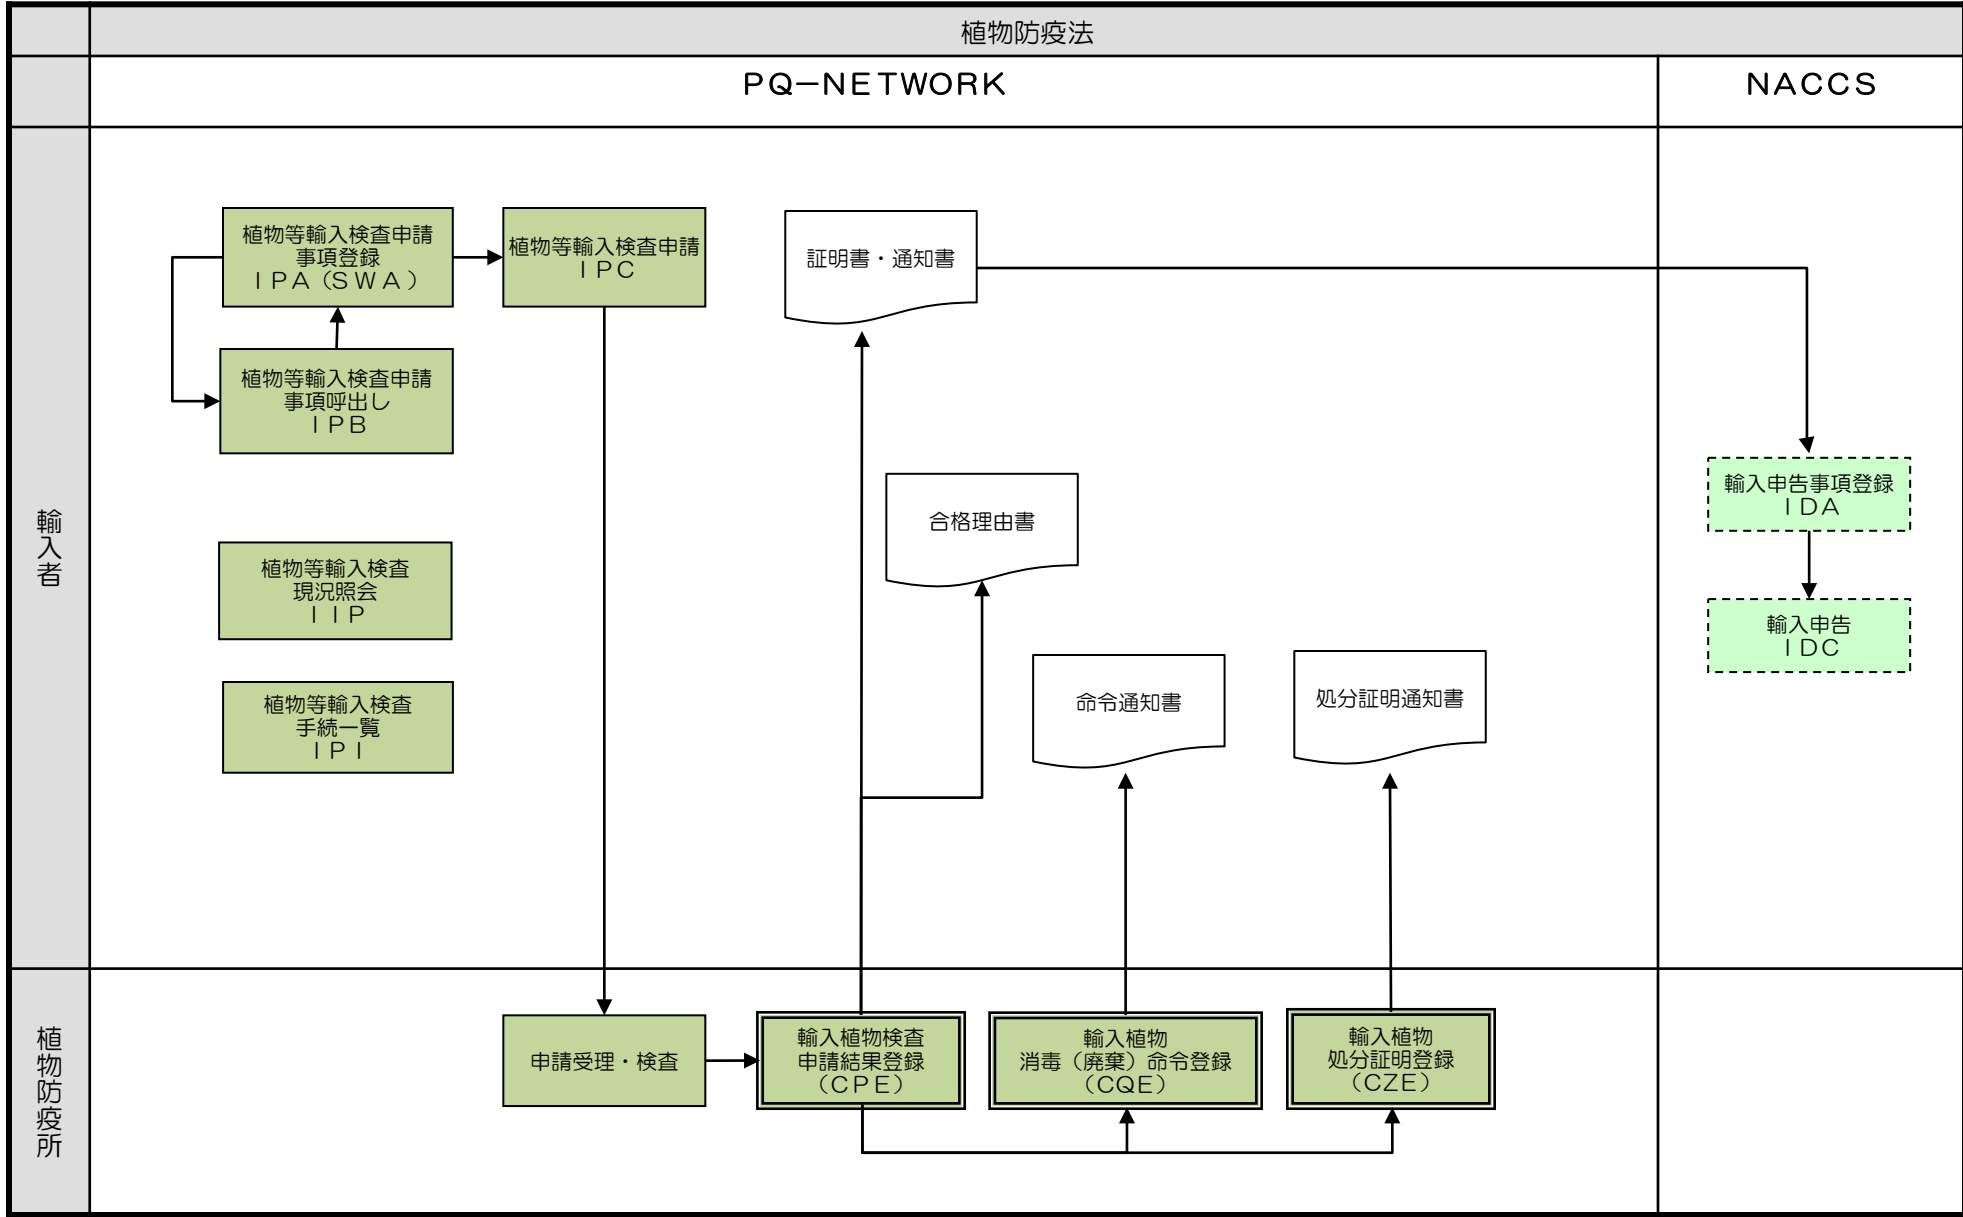 植物防疫法
PQ−NETWORK
NACCS
輸入者
植物等輸入検査申請
事項登録
IPA(SWA)
植物等輸入検査申請
IPC
植物等輸入検査申請
事項呼出し
IPB
植物等輸入検査
現況照会
IIP
植物等輸入検査
手続一覧
IPI
証明書・通知書
合格理由書
命令通知書
処分証明通知書
輸入申告事項登録
IDA
輸入申告
IDC
植物防疫所
申請受理・検査
輸入植物検査
申請結果登録
(CPE)
輸入植物
消毒(廃棄)命令登録
(CQE)
輸入植物
処分証明登録
(CZE)